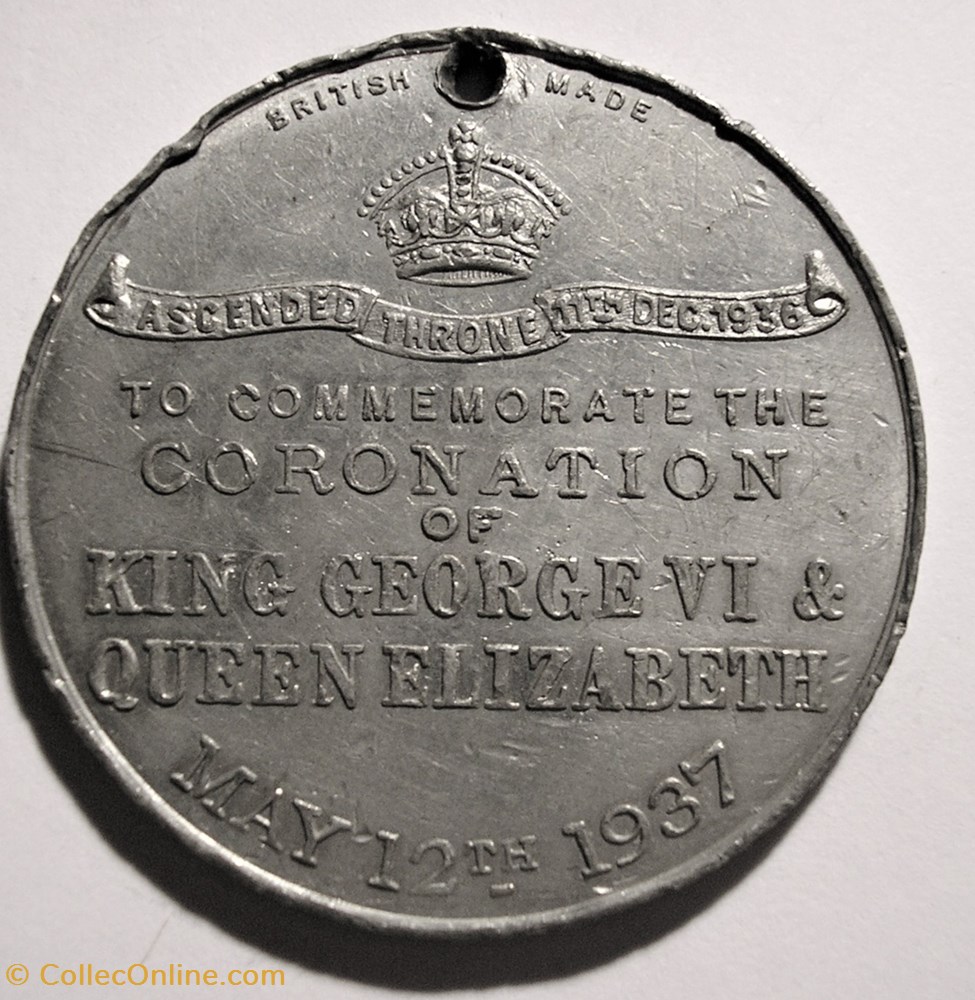 BRITISH MADE
ASCENDED THRONE 11TH DEC. 1936
TO COMMEMORATE THE
CORONATION
OF
KING GEORGE VI &
QUEEN ELIZABETH
MAY 12TH 1937
© CollecOnline.com